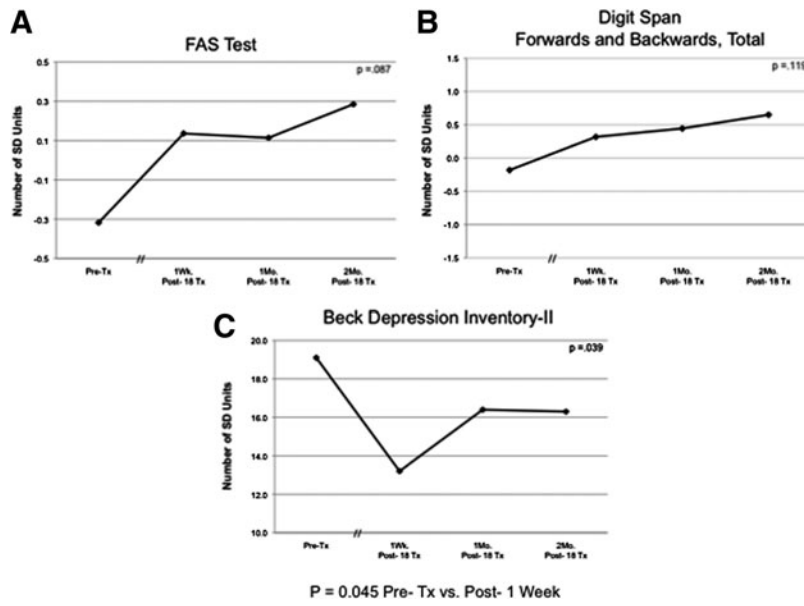 A
FAS Test
p =.087
Number of SD Units
0.5
0.3
0.1
-0.1
-0.3
-0.5
Pre-Tx
//
1Wk.
Post- 18 Tx
1Mo.
Post- 18 Tx
2Mo.
Post- 18 Tx
B
Digit Span
Forwards and Backwards, Total
p =.119
Number of SD Units
1.5
1.0
0.5
0.0
-0.5
-1.0
-1.5
Pre-Tx
//
1Wk.
Post- 18 Tx
1Mo.
Post- 18 Tx
2Mo.
Post- 18 Tx
C
Beck Depression Inventory-II
p =.039
Number of SD Units
20.0
18.0
16.0
14.0
12.0
10.0
Pre-Tx
//
1Wk.
Post- 18 Tx
1Mo.
Post- 18 Tx
2Mo.
Post- 18 Tx
P = 0.045 Pre- Tx vs. Post- 1 Week